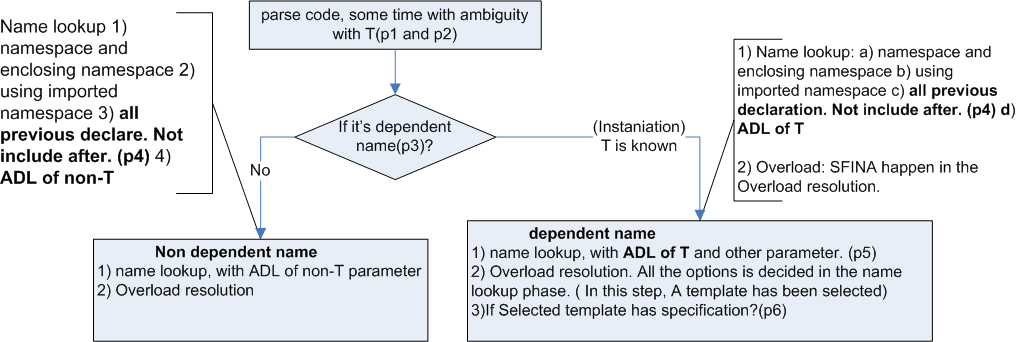 parse code, some time with ambiguity
with T(p1 and p2)
Name lookup 1)
namespace and
enclosing namespace 2)
using imported
namespace 3) all
previous declare. Not
include after. (p4) 4)
ADL of non-T
1) Name lookup: a) namespace and
enclosing namespace b) using
imported namespace c) all previous
declaration. Not include after. (p4) d)
ADL of T
2) Overload: SFINA happen in the
Overload resolution.
If it's dependent
name(p3)?
No
(Instaniation)
T is known
Non dependent name
1) name lookup, with ADL of non-T parameter
2) Overload resolution
dependent name
1) name lookup, with ADL of T and other parameter. (p5)
2) Overload resolution. All the options is decided in the name
lookup phase. ( In this step, A template has been selected)
3)If Selected template has specification?(p6)